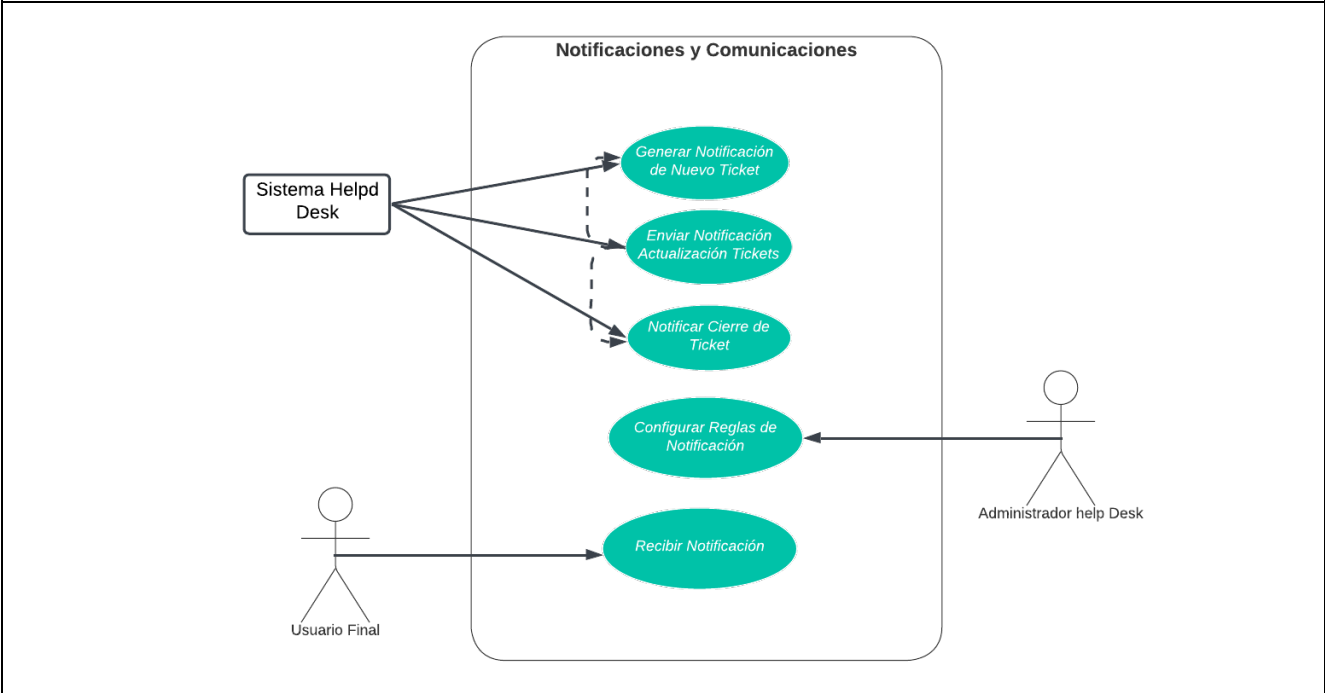 Notificaciones y Comunicaciones
Generar Notificación
de Nuevo Ticket
Sistema Helpd
Desk
Enviar Notificación
Actualización Tickets
Notificar Cierre de
Ticket
Configurar Reglas de
Notificación
Administrador help Desk
Recibir Notificación
Usuario Final